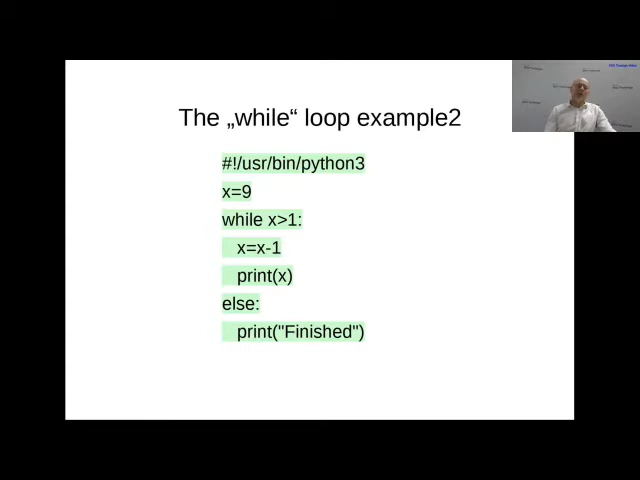 The „while“ loop example2
#!/usr/bin/python3
x=9
while x>1:
x=x-1
print(x)
else:
print("Finished")